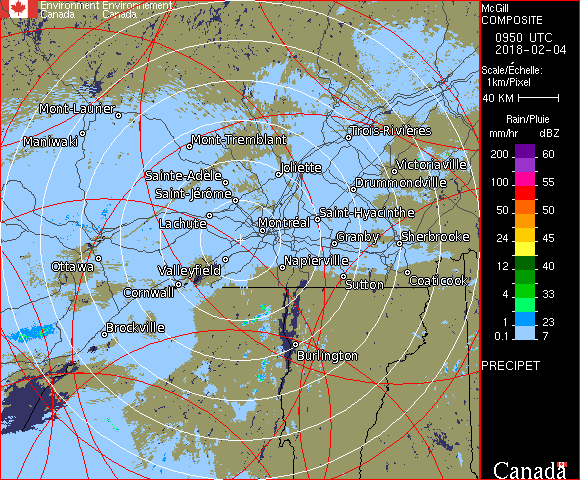 Environment Environnement
Canada Canada
McGill
COMPOSITE
0950 UTC
2018-02-04
Scale/Échelle:
1km/Pixel
40 KM
Rain/Pluie
mm/hr dBZ
200 60
100 55
50 50
24 45
12 40
4 33
1 23
0.1 7
PRECIPET
Canada
Mont-Laurier
Maniwaki
Mont-Tremblant
Trois-Rivières
Joliette
Victoriaville
Sainte-Adèle
Drummondville
Saint-Jérôme
Lachute
Saint-Hyacinthe
Montréal
Granby
Sherbrooke
Ottawa
Valleyfield
Napierville
Sutton
Coaticook
Cornwall
Brockville
Burlington